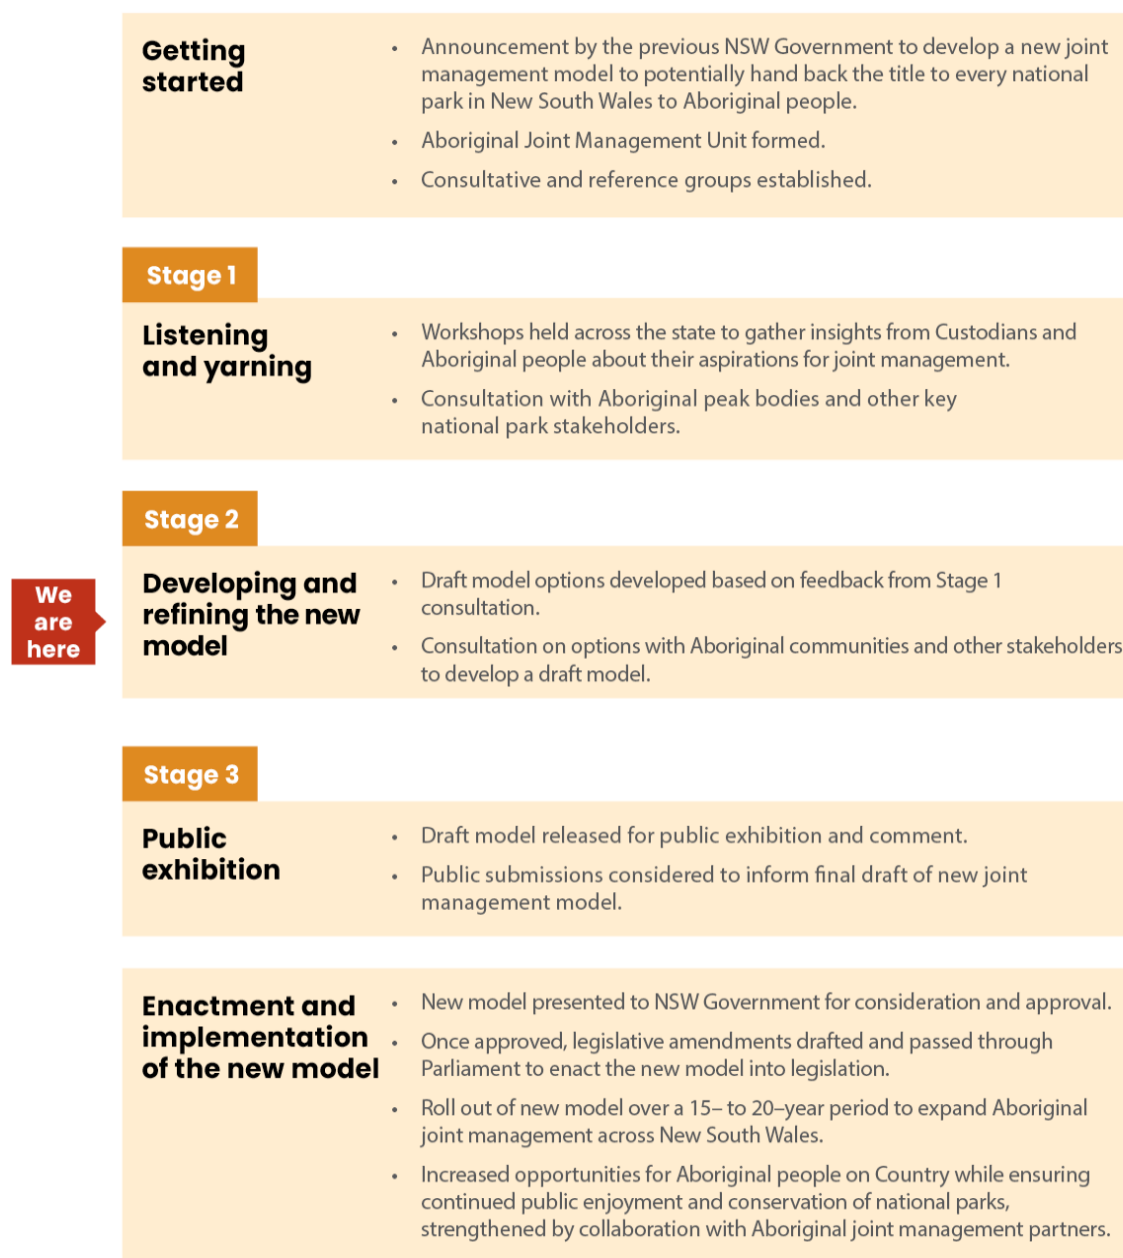 Getting
started
• Announcement by the previous NSW Government to develop a new joint
management model to potentially hand back the title to every national
park in New South Wales to Aboriginal people.
• Aboriginal Joint Management Unit formed.
• Consultative and reference groups established.
Stage 1
Listening
and yarning
• Workshops held across the state to gather insights from Custodians and
Aboriginal people about their aspirations for joint management.
• Consultation with Aboriginal peak bodies and other key
national park stakeholders.
Stage 2
We
are
here
Developing and
refining the new
model
• Draft model options developed based on feedback from Stage 1
consultation.
• Consultation on options with Aboriginal communities and other stakeholders
to develop a draft model.
Stage 3
Public
exhibition
• Draft model released for public exhibition and comment.
• Public submissions considered to inform final draft of new joint
management model.
Enactment and
implementation
of the new model
• New model presented to NSW Government for consideration and approval.
• Once approved, legislative amendments drafted and passed through
Parliament to enact the new model into legislation.
• Roll out of new model over a 15– to 20–year period to expand Aboriginal
joint management across New South Wales.
• Increased opportunities for Aboriginal people on Country while ensuring
continued public enjoyment and conservation of national parks,
strengthened by collaboration with Aboriginal joint management partners.